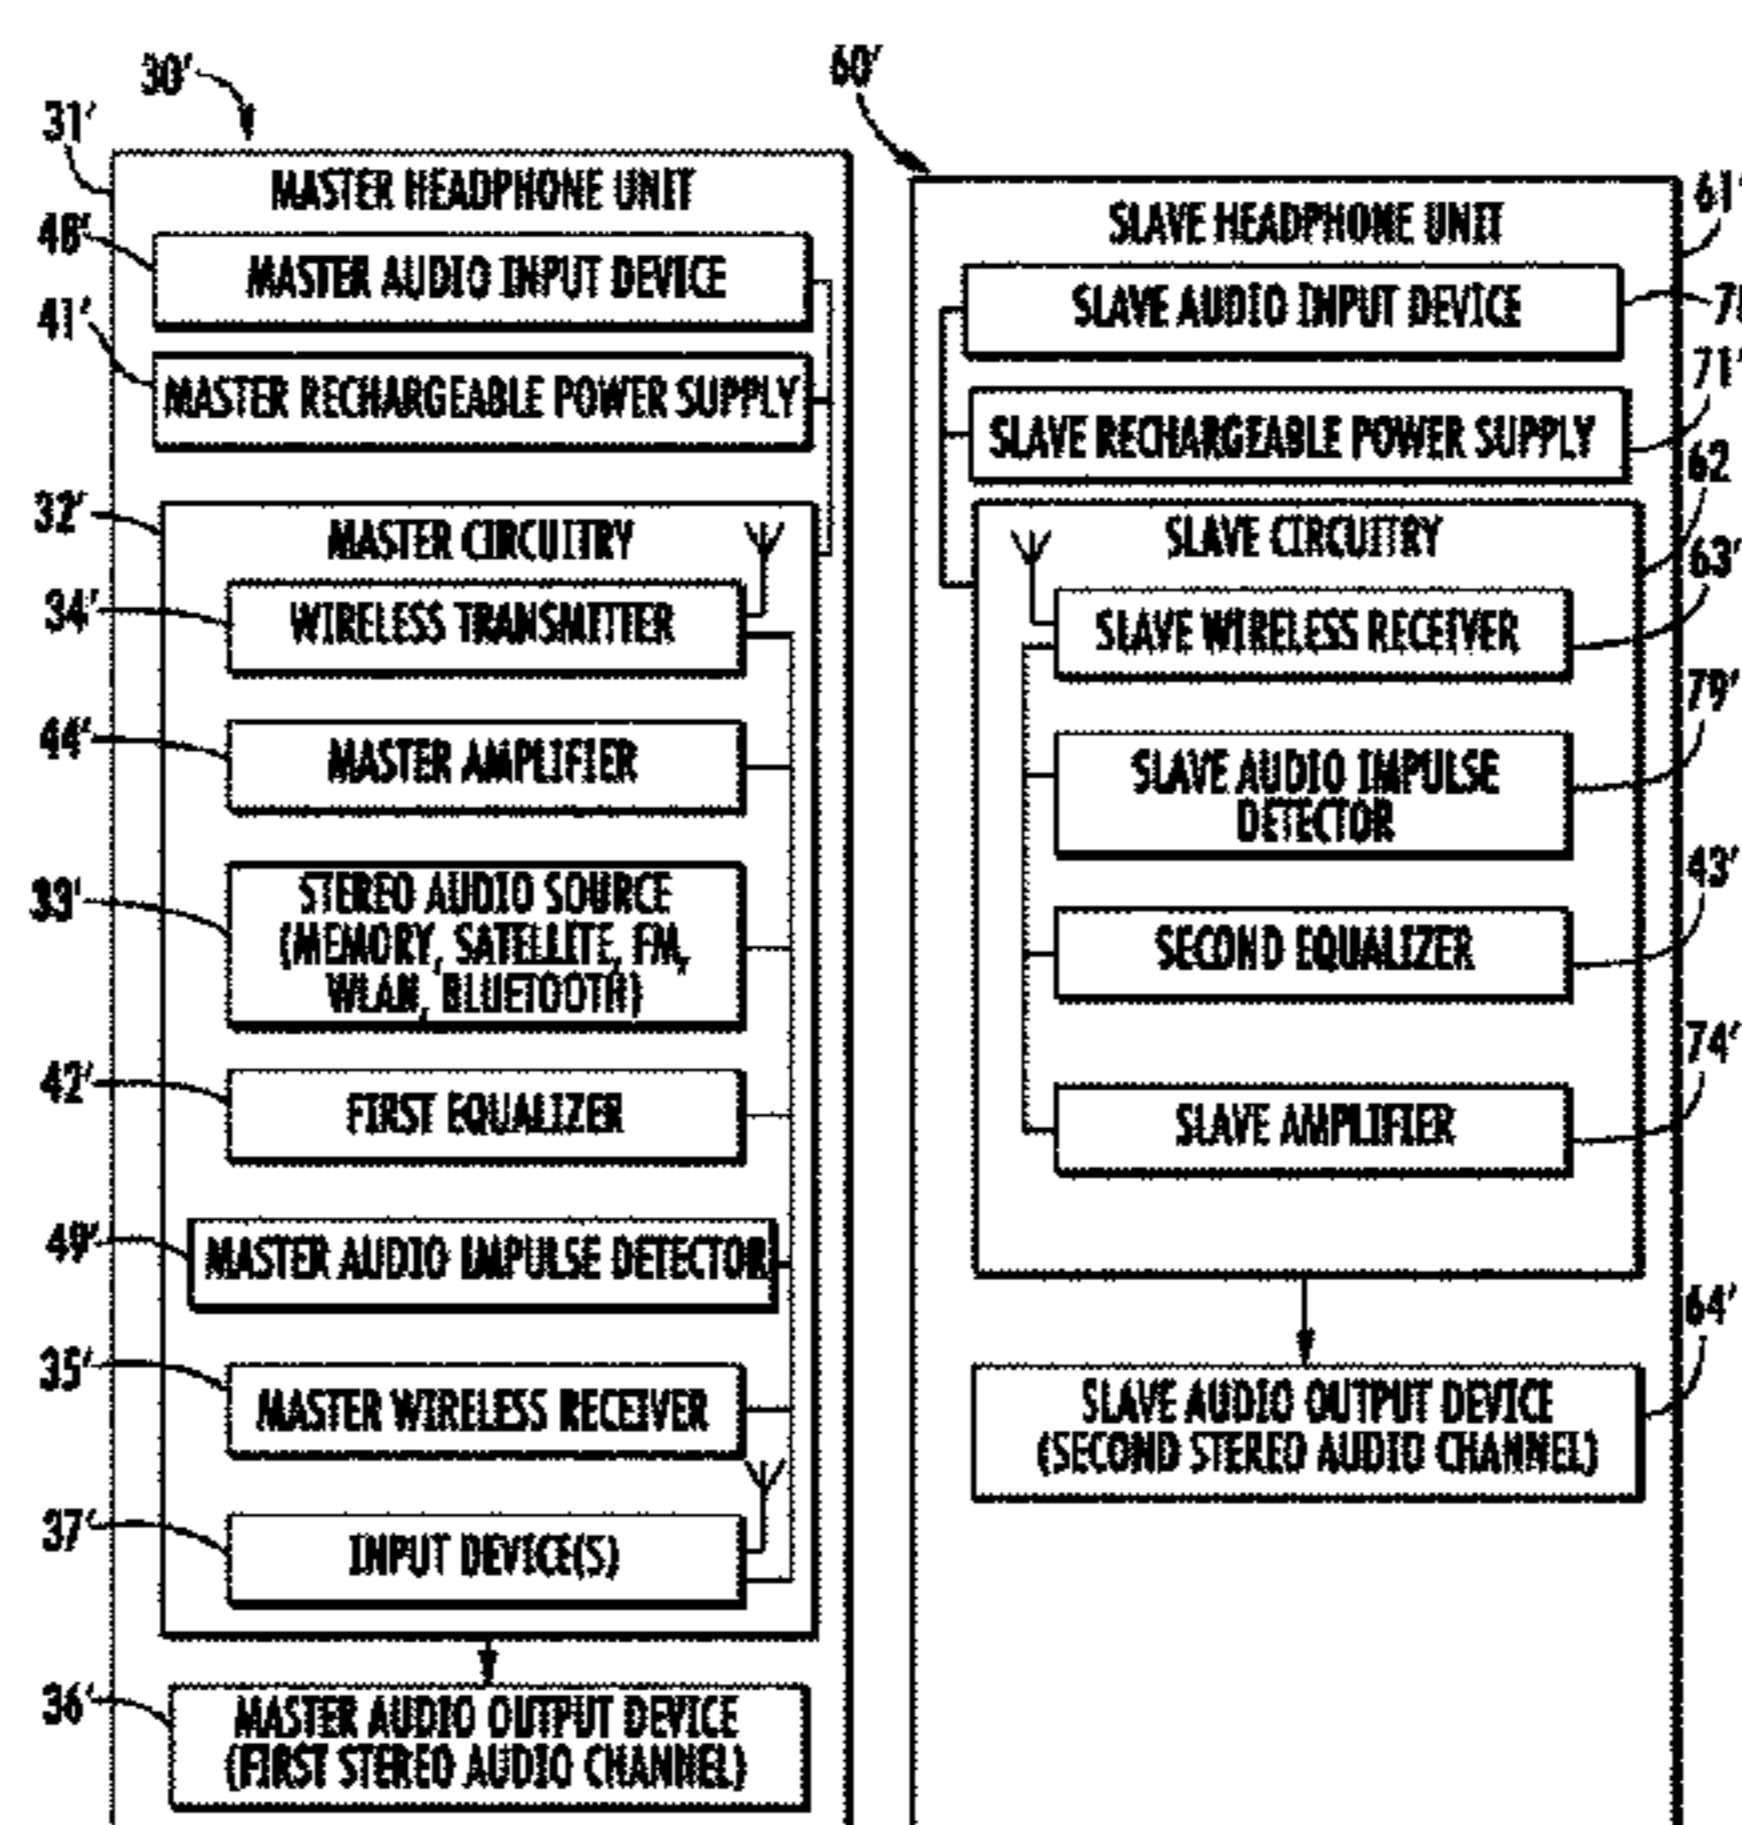 30'
31'
MASTER HEADPHONE UNIT
48'
MASTER AUDIO INPUT DEVICE
41'
MASTER RECHARGEABLE POWER SUPPLY
32'
MASTER CIRCUITRY
34'
WIRELESS TRANSMITTER
44'
MASTER AMPLIFIER
33'
STEREO AUDIO SOURCE
(MEMORY, SATELLITE, FM,
WLAN, BLUETOOTH)
42'
FIRST EQUALIZER
49'
MASTER AUDIO IMPULSE DETECTOR
35'
MASTER WIRELESS RECEIVER
37'
INPUT DEVICE(S)
36'
MASTER AUDIO OUTPUT DEVICE
(FIRST STEREO AUDIO CHANNEL)
60'
61'
SLAVE HEADPHONE UNIT
SLAVE AUDIO INPUT DEVICE
71'
SLAVE RECHARGEABLE POWER SUPPLY
62
SLAVE CIRCUITRY
63'
SLAVE WIRELESS RECEIVER
79'
SLAVE AUDIO IMPULSE
DETECTOR
43'
SECOND EQUALIZER
74'
SLAVE AMPLIFIER
64'
SLAVE AUDIO OUTPUT DEVICE
(SECOND STEREO AUDIO CHANNEL)